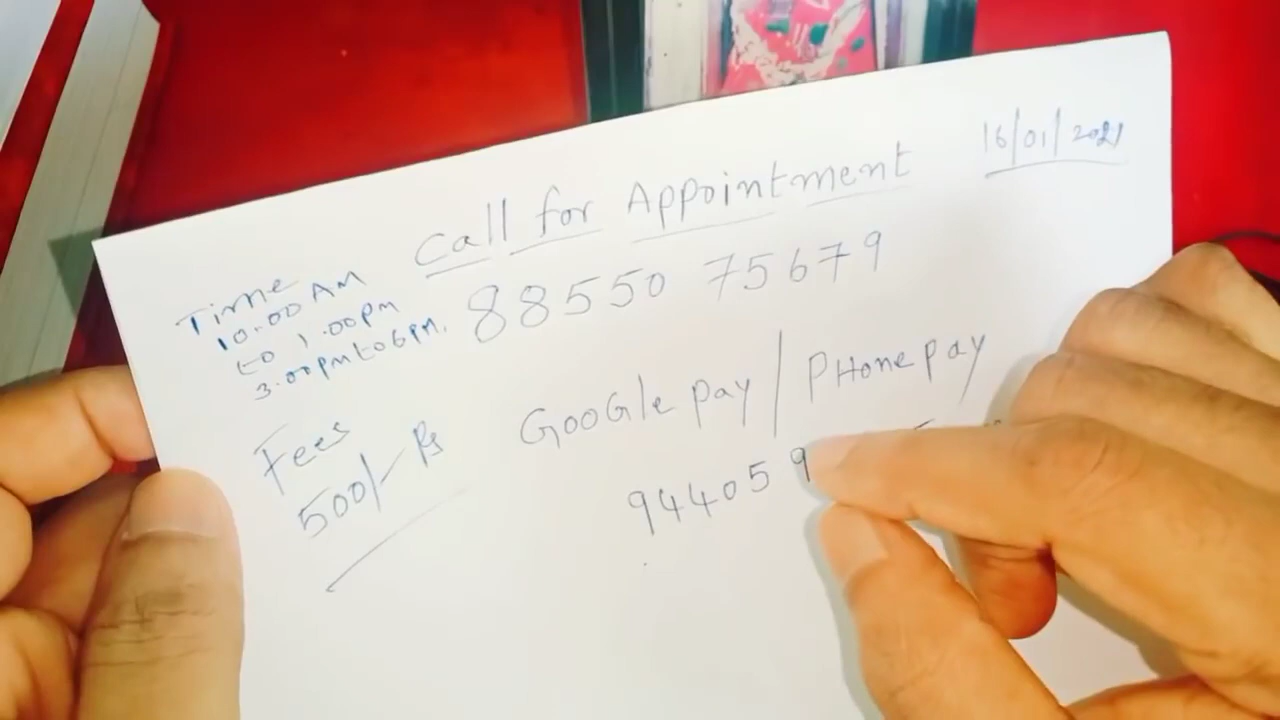 16/01/2021
Call for Appointment
88550 75679
Time
10.00 AM
to 1.00pm
3.00pm to 6pm.
Fees
500/- Rs
Google pay / PHone pay
94405 9